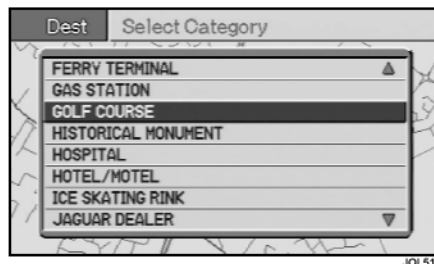 Dest Select Category
FERRY TERMINAL
GAS STATION
GOLF COURSE
HISTORICAL MONUMENT
HOSPITAL
HOTEL/MOTEL
ICE SKATING RINK
JAGUAR DEALER